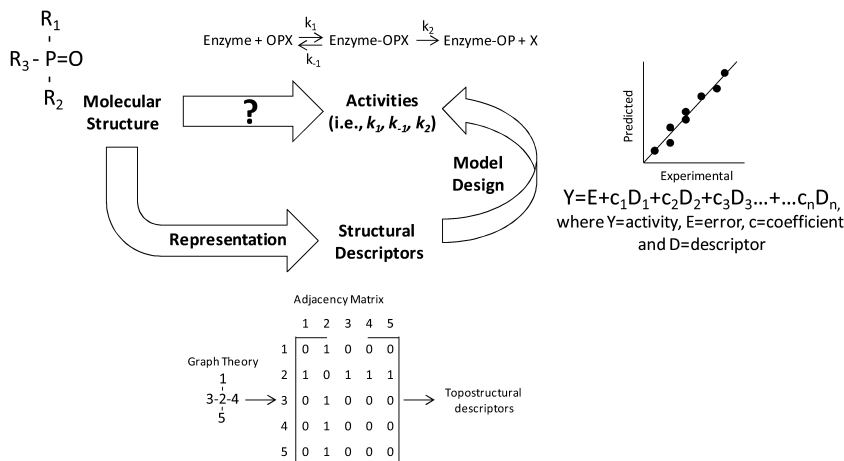 R1
R3- P=O
R2
k1
Enzyme + OPX Enzyme-OPX k2 Enzyme-OP + X
k-1
Molecular
Structure
?
Activities
(i.e., k1, k-1, k2)
Model
Design
Representation
Structural
Descriptors
Predicted
Experimental
Y=E+c1D1+c2D2+c3D3...+...cnDn,
where Y=activity, E=error, c=coefficient
and D=descriptor
Adjacency Matrix
1 2 3 4 5
1 0 1 0 0 0
2 1 0 1 1 1
3 0 1 0 0 0
4 0 1 0 0 0
5 0 1 0 0 0
Graph Theory
1
3-2-4
5
Topostructural
descriptors